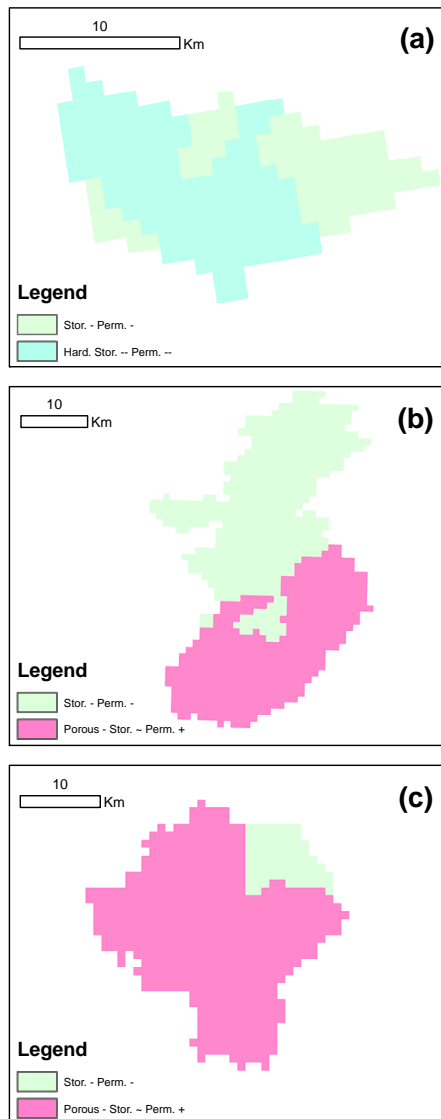 10
Km
(a)
Legend
Stor. - Perm. -
Hard. Stor. -- Perm. --
10
Km
(b)
Legend
Stor. - Perm. -
Porous - Stor. ~ Perm. +
10
Km
(c)
Legend
Stor. - Perm. -
Porous - Stor. ~ Perm. +